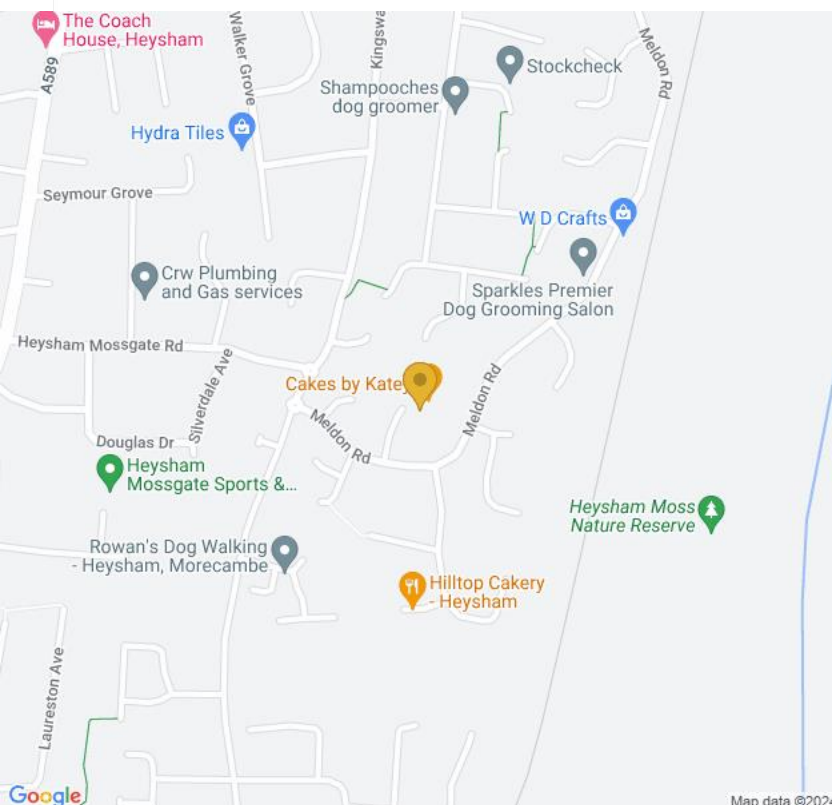 The Coach
House, Heysham
A589
Walker Grove
Kingswa
Meldon Rd
Stockcheck
Shampooches
dog groomer
Hydra Tiles
Seymour Grove
W D Crafts
Crw Plumbing
and Gas services
Sparkles Premier
Dog Grooming Salon
Heysham Mossgate Rd
Silverdale Ave
Cakes by Katey
Meldon Rd
Meldon Rd
Douglas Dr
Heysham
Mossgate Sports &...
Heysham Moss
Nature Reserve
Rowan's Dog Walking
- Heysham, Morecambe
Hilltop Cakery
- Heysham
Laureston Ave
Google
Map data ©2024